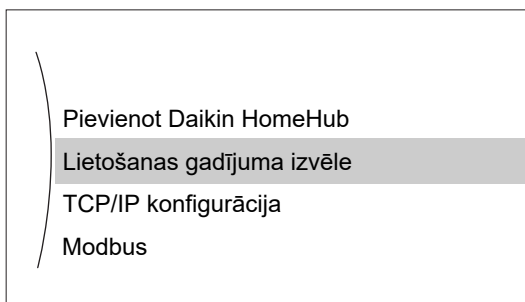 Pievienot Daikin HomeHub
Lietošanas gadījuma izvēle
TCP/IP konfigurācija
Modbus